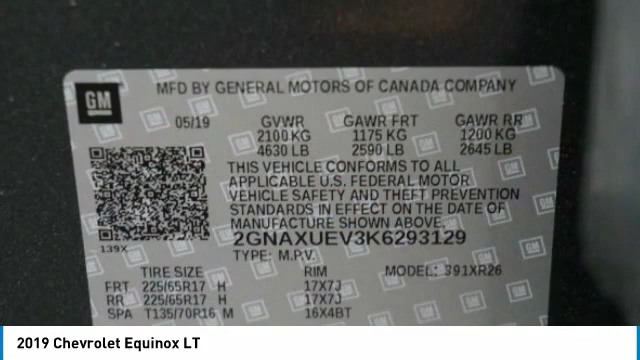 MFD BY GENERAL MOTORS OF CANADA COMPANY
GM
05/19 GVWR GAWR FRT GAWR RR
2100 KG 1175 KG 1200 KG
4630 LB 2590 LB 2645 LB
THIS VEHICLE CONFORMS TO ALL
APPLICABLE U.S. FEDERAL MOTOR
VEHICLE SAFETY AND THEFT PREVENTION
STANDARDS IN EFFECT ON THE DATE OF
MANUFACTURE SHOWN ABOVE.
139X
2GNAXUEV3K6293129
TYPE: M.P.V. MODEL: 391XR26
TIRE SIZE RIM
FRT 225/65R17 H 17X7J
RR 225/65R17 H 17X7J
SPA T135/70R16 M 16X4BT
2019 Chevrolet Equinox LT